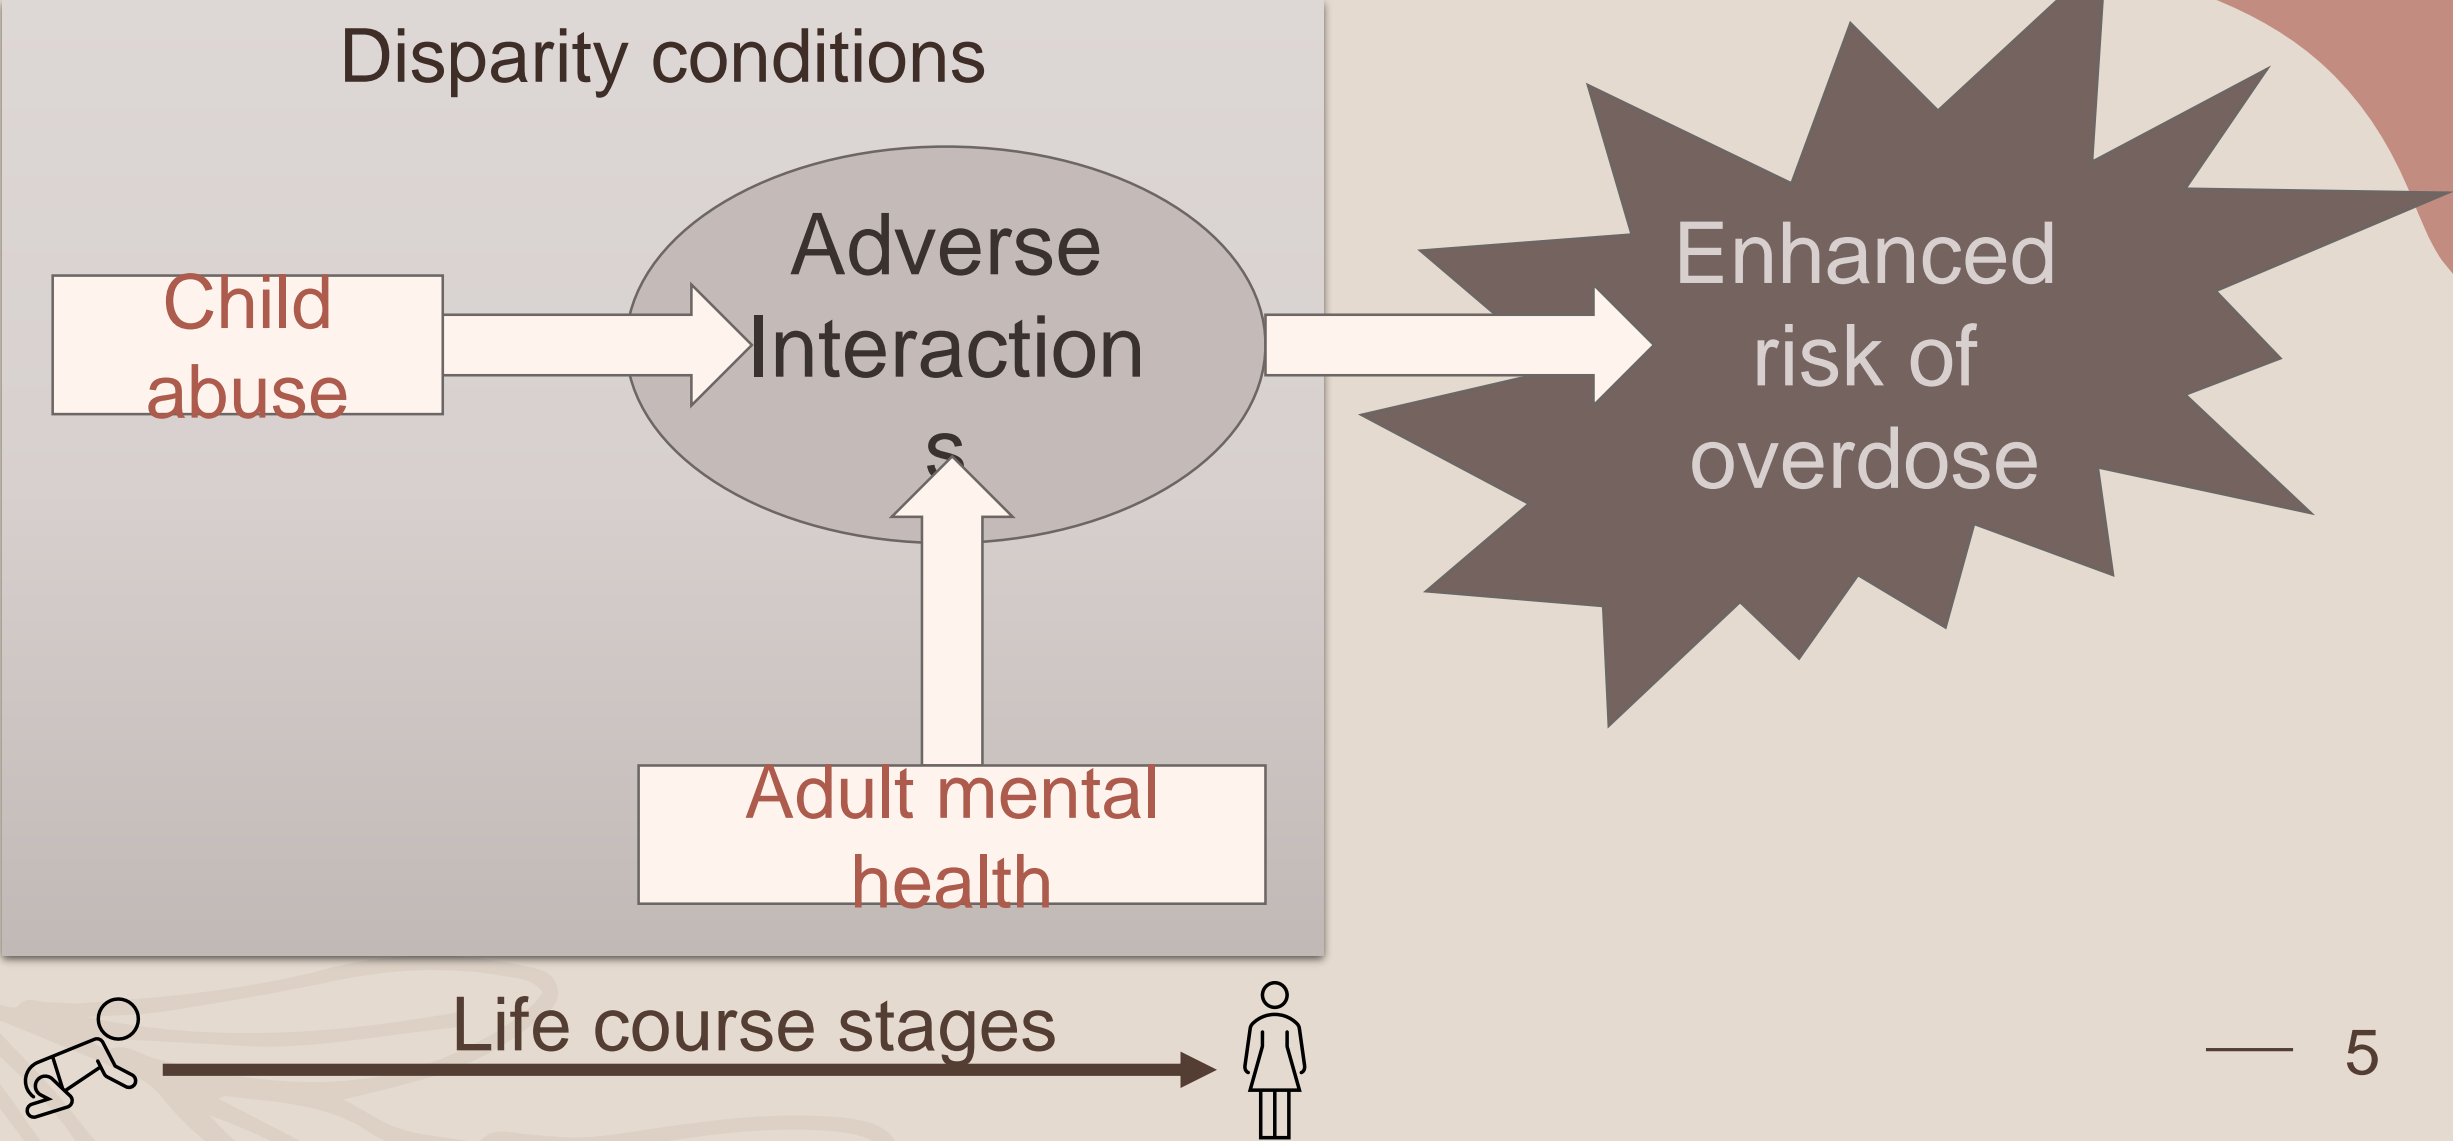 Disparity conditions
Adverse
Interaction
s
Child
abuse
Enhanced
risk of
overdose
Adult mental
health
Life course stages
5